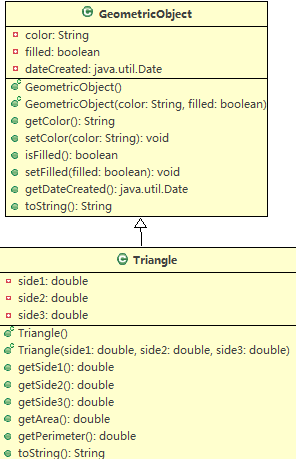 GeometricObject
color: String
filled: boolean
dateCreated: java.util.Date
GeometricObject()
GeometricObject(color: String, filled: boolean)
getColor(): String
setColor(color: String): void
isFilled(): boolean
setFilled(filled: boolean): void
getDateCreated(): java.util.Date
toString(): String
Triangle
side1: double
side2: double
side3: double
Triangle()
Triangle(side1: double, side2: double, side3: double)
getSide1(): double
getSide2(): double
getSide3(): double
getArea(): double
getPerimeter(): double
toString(): String